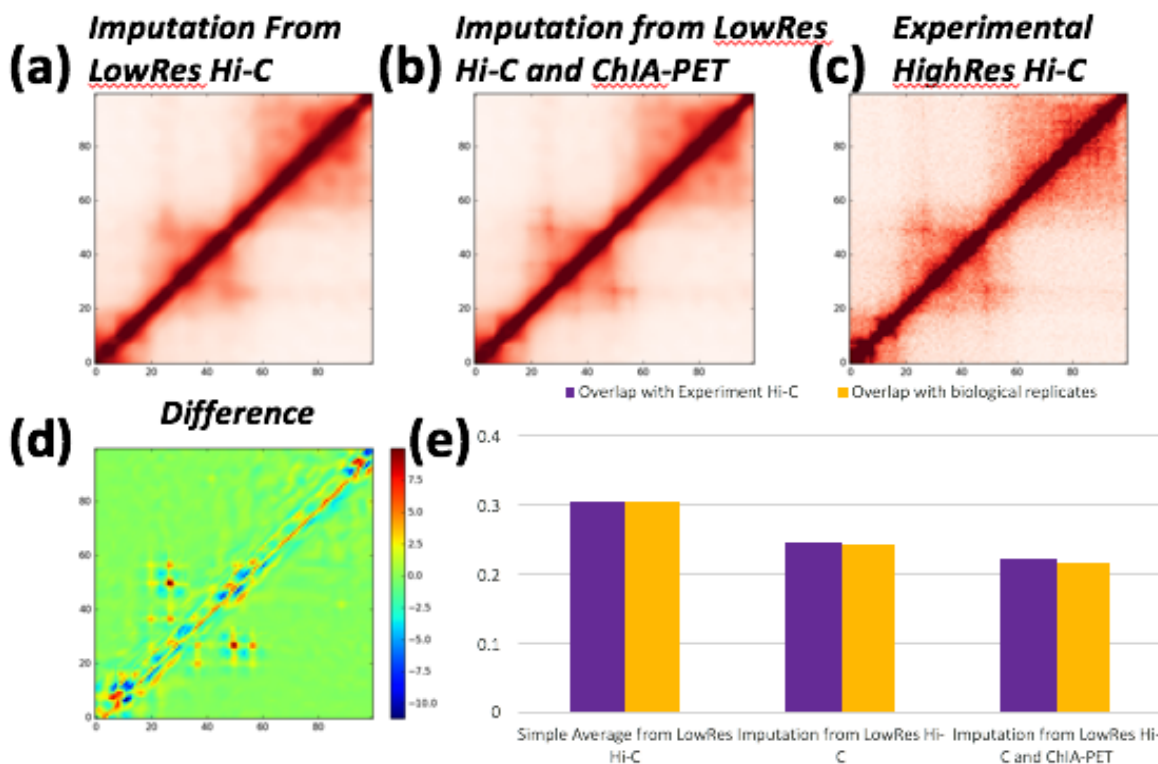 Imputation From
(a) LowRes Hi-C
Imputation from LowRes
(b) Hi-C and ChIA-PET
Experimental
(c) HighRes Hi-C
80
60
40
20
0
0 20 40 60 80
80
60
40
20
0
0 20 40 60 80
80
60
40
20
0
0 20 40 60 80
Overlap with Experiment Hi-C Overlap with biological replicates
Difference
(d)
80
60
40
20
0
0 20 40 60 80
7.5
5.0
2.5
0.0
−2.5
−5.0
−7.5
−10.0
(e)
0.4
0.3
0.2
0.1
0
Simple Average from LowRes
Hi-C
Imputation from LowRes Hi-
C
Imputation from LowRes Hi-
C and ChIA-PET